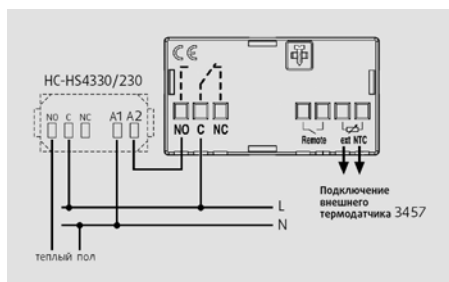 CE
HC-HS4330/230
NO C NC A1 A2
NO C NC
Remote ext NTC
Подключение
внешнего
термодатчика 3457
L
N
теплый пол